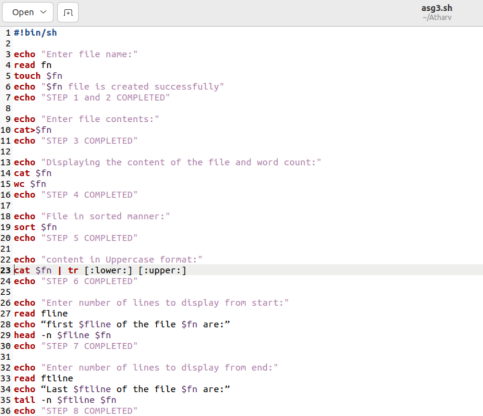 Open
asg3.sh
~/Atharv
1 #!bin/sh
2
3 echo "Enter file name:"
4 read fn
5 touch $fn
6 echo "$fn file is created successfully"
7 echo "STEP 1 and 2 COMPLETED"
8
9 echo "Enter file contents:"
10 cat>$fn
11 echo "STEP 3 COMPLETED"
12
13 echo "Displaying the content of the file and word count:"
14 cat $fn
15 wc $fn
16 echo "STEP 4 COMPLETED"
17
18 echo "File in sorted manner:"
19 sort $fn
20 echo "STEP 5 COMPLETED"
21
22 echo "content in Uppercase format:"
23 cat $fn | tr [:lower:] [:upper:]
24 echo "STEP 6 COMPLETED"
25
26 echo "Enter number of lines to display from start:"
27 read fline
28 echo “first $fline of the file $fn are:”
29 head -n $fline $fn
30 echo "STEP 7 COMPLETED"
31
32 echo "Enter number of lines to display from end:"
33 read ftline
34 echo “Last $ftline of the file $fn are:”
35 tail -n $ftline $fn
36 echo "STEP 8 COMPLETED"